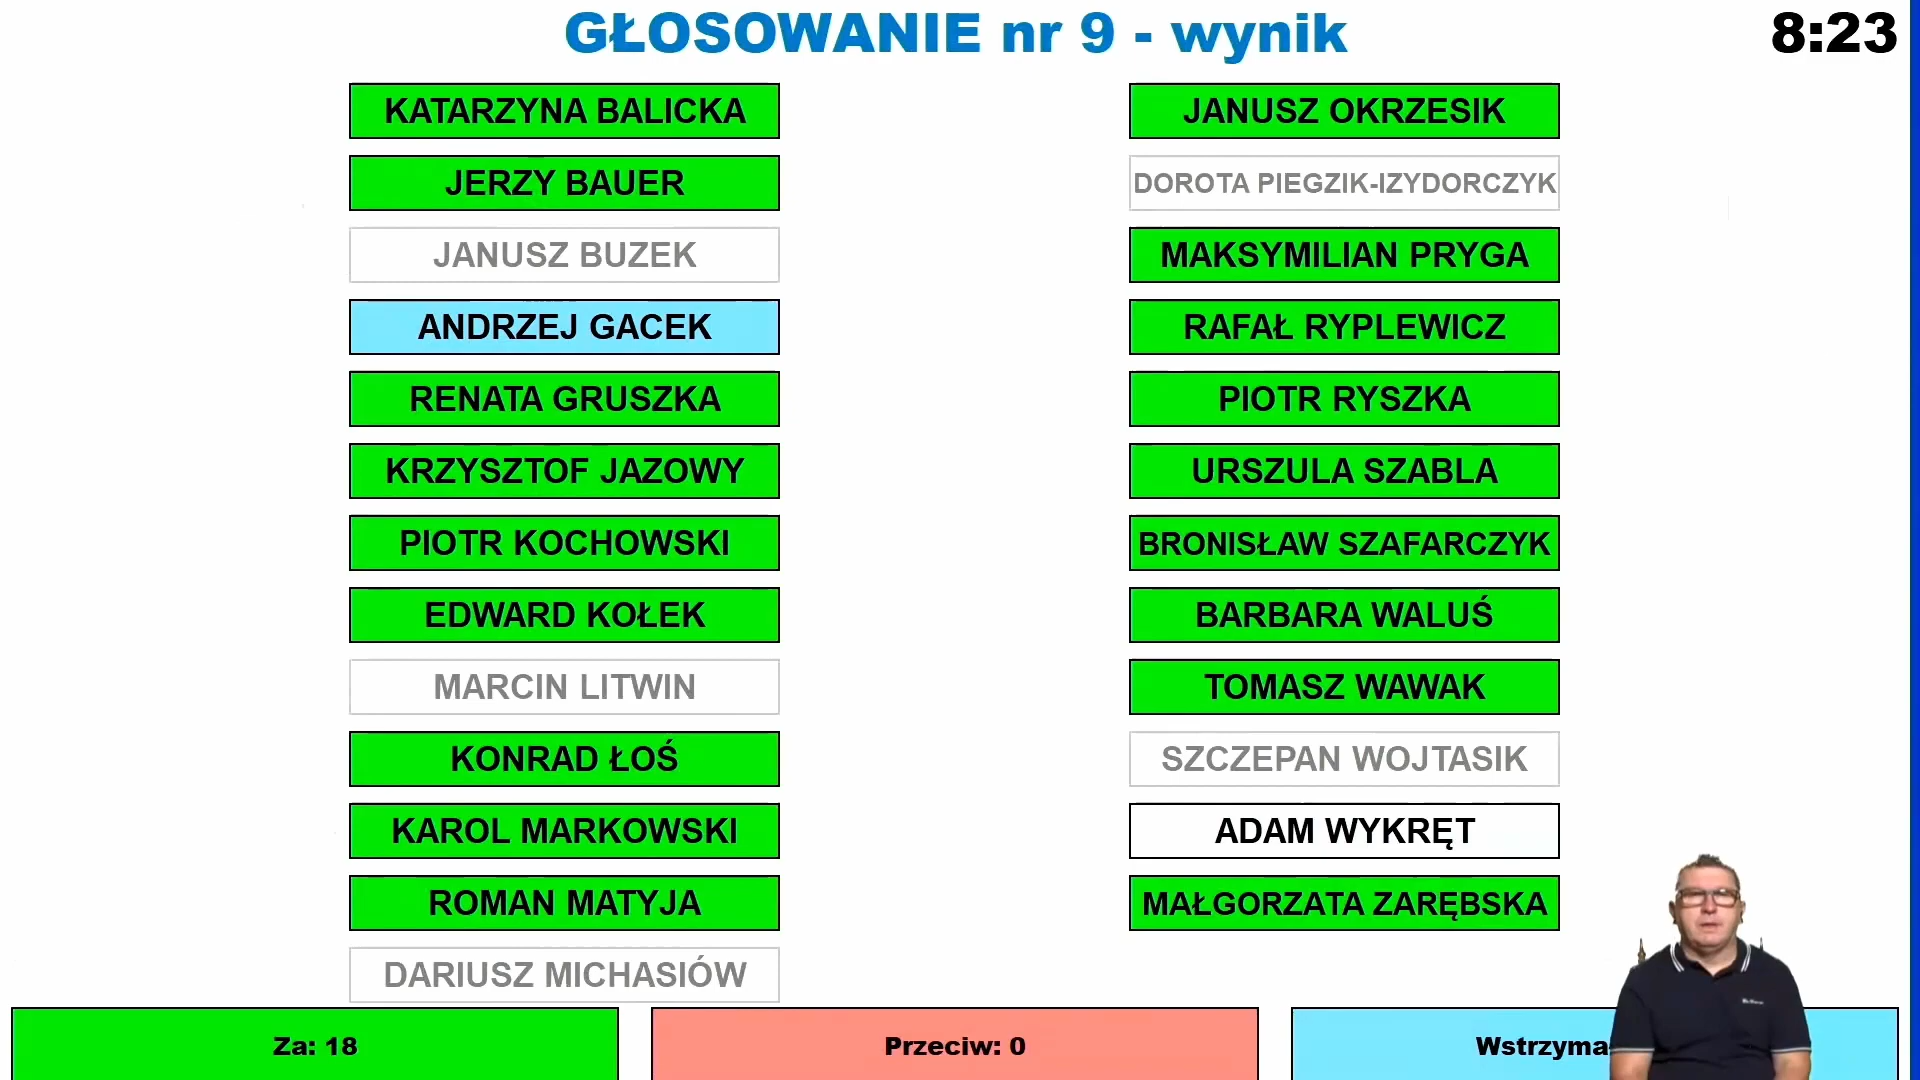 GŁOSOWANIE nr 9 - wynik
8:23
KATARZYNA BALICKA
JERZY BAUER
JANUSZ BUZEK
ANDRZEJ GACEK
RENATA GRUSZKA
KRZYSZTOF JAZOWY
PIOTR KOCHOWSKI
EDWARD KOŁEK
MARCIN LITWIN
KONRAD ŁOŚ
KAROL MARKOWSKI
ROMAN MATYJA
DARIUSZ MICHASIÓW
JANUSZ OKRZESIK
DOROTA PIEGZIK-IZYDORCZYK
MAKSYMILIAN PRYGA
RAFAŁ RYPLEWICZ
PIOTR RYSZKA
URSZULA SZABLA
BRONISŁAW SZAFARCZYK
BARBARA WALUŚ
TOMASZ WAWAK
SZCZEPAN WOJTASIK
ADAM WYKRĘT
MAŁGORZATA ZARĘBSKA
Za: 18
Przeciw: 0
Wstrzyma